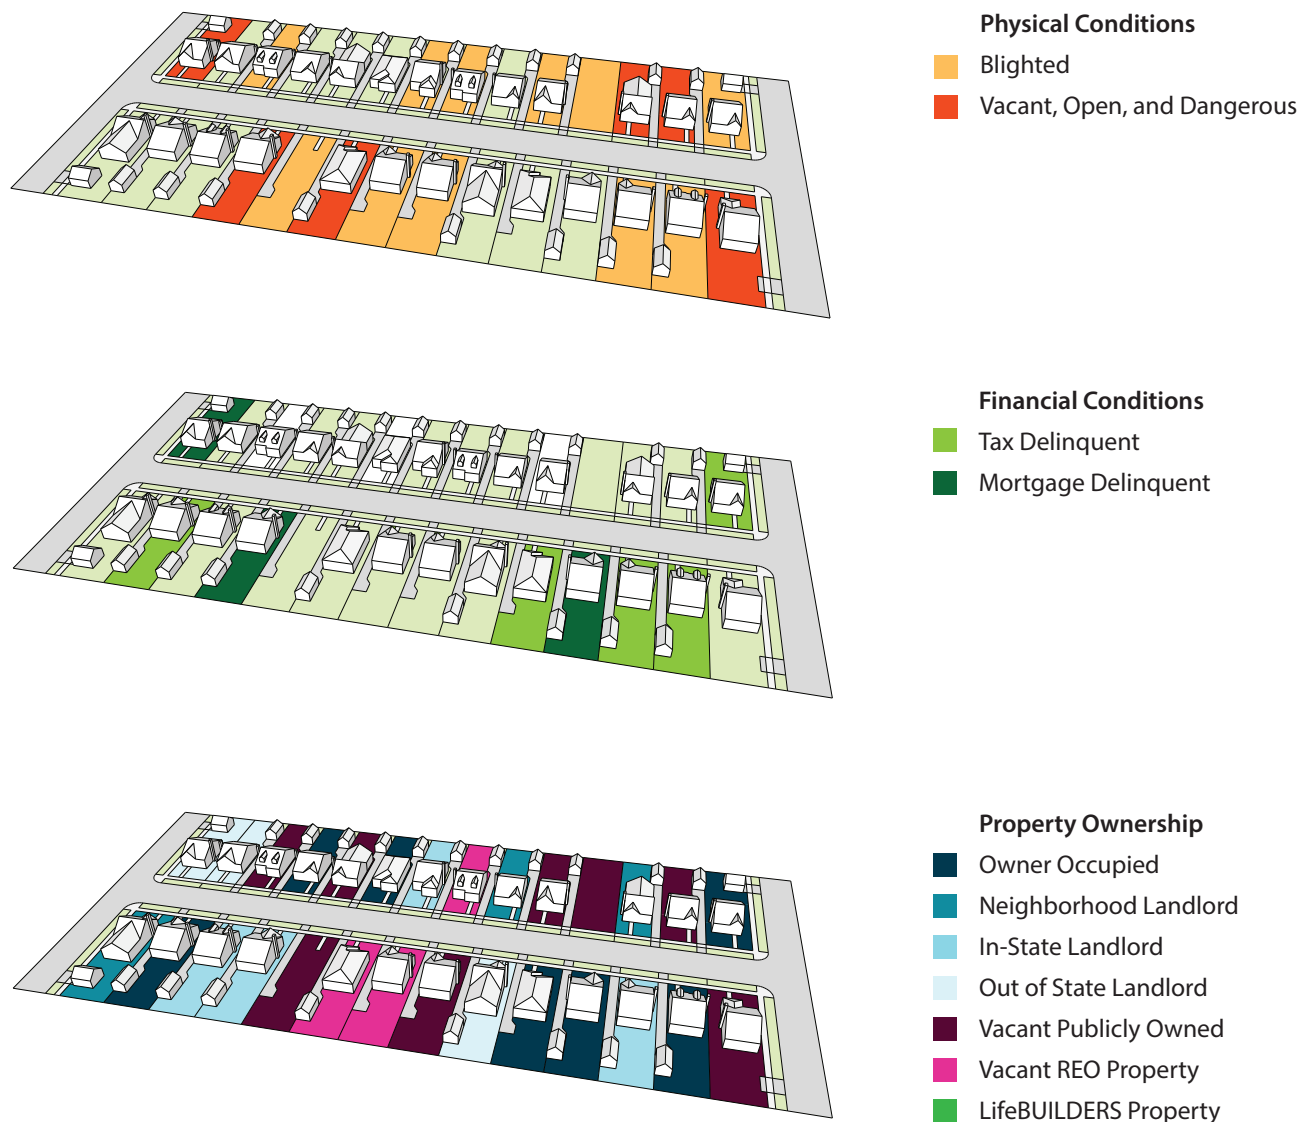 Physical Conditions
Blighted
Vacant, Open, and Dangerous
Financial Conditions
Tax Delinquent
Mortgage Delinquent
Property Ownership
Owner Occupied
Neighborhood Landlord
In-State Landlord
Out of State Landlord
Vacant Publicly Owned
Vacant REO Property
LifeBUILDERS Property